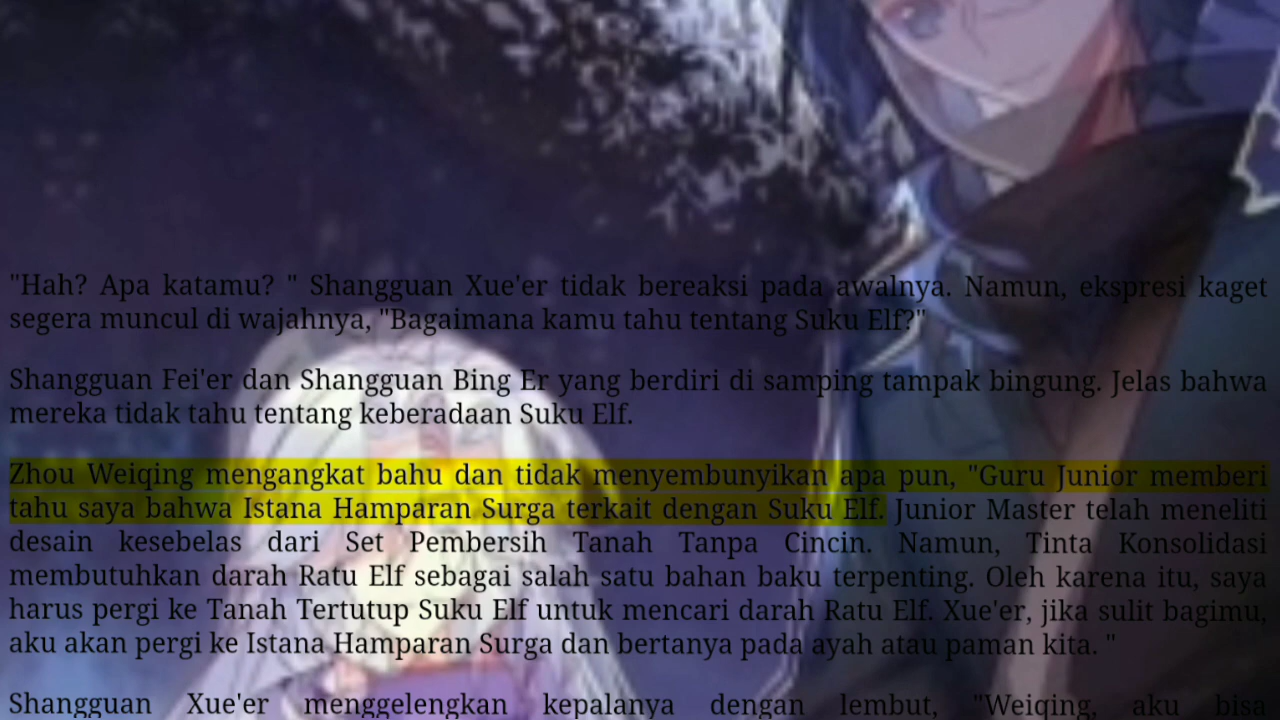 "Hah? Apa katamu? " Shangguan Xue'er tidak bereaksi pada awalnya. Namun, ekspresi kaget
segera muncul di wajahnya, "Bagaimana kamu tahu tentang Suku Elf?"
Shangguan Fei'er dan Shangguan Bing Er yang berdiri di samping tampak bingung. Jelas bahwa
mereka tidak tahu tentang keberadaan Suku Elf.
Zhou Weiqing mengangkat bahu dan tidak menyembunyikan apa pun, "Guru Junior memberi
tahu saya bahwa Istana Hamparan Surga terkait dengan Suku Elf. Junior Master telah meneliti
desain kesebelas dari Set Pembersih Tanah Tanpa Cincin. Namun, Tinta Konsolidasi
membutuhkan darah Ratu Elf sebagai salah satu bahan baku terpenting. Oleh karena itu, saya
harus pergi ke Tanah Tertutup Suku Elf untuk mencari darah Ratu Elf. Xue'er, jika sulit bagimu,
aku akan pergi ke Istana Hamparan Surga dan bertanya pada ayah atau paman kita. "
Shangguan Xue'er menggelengkan kepalanya dengan lembut, "Weiqing, aku bisa